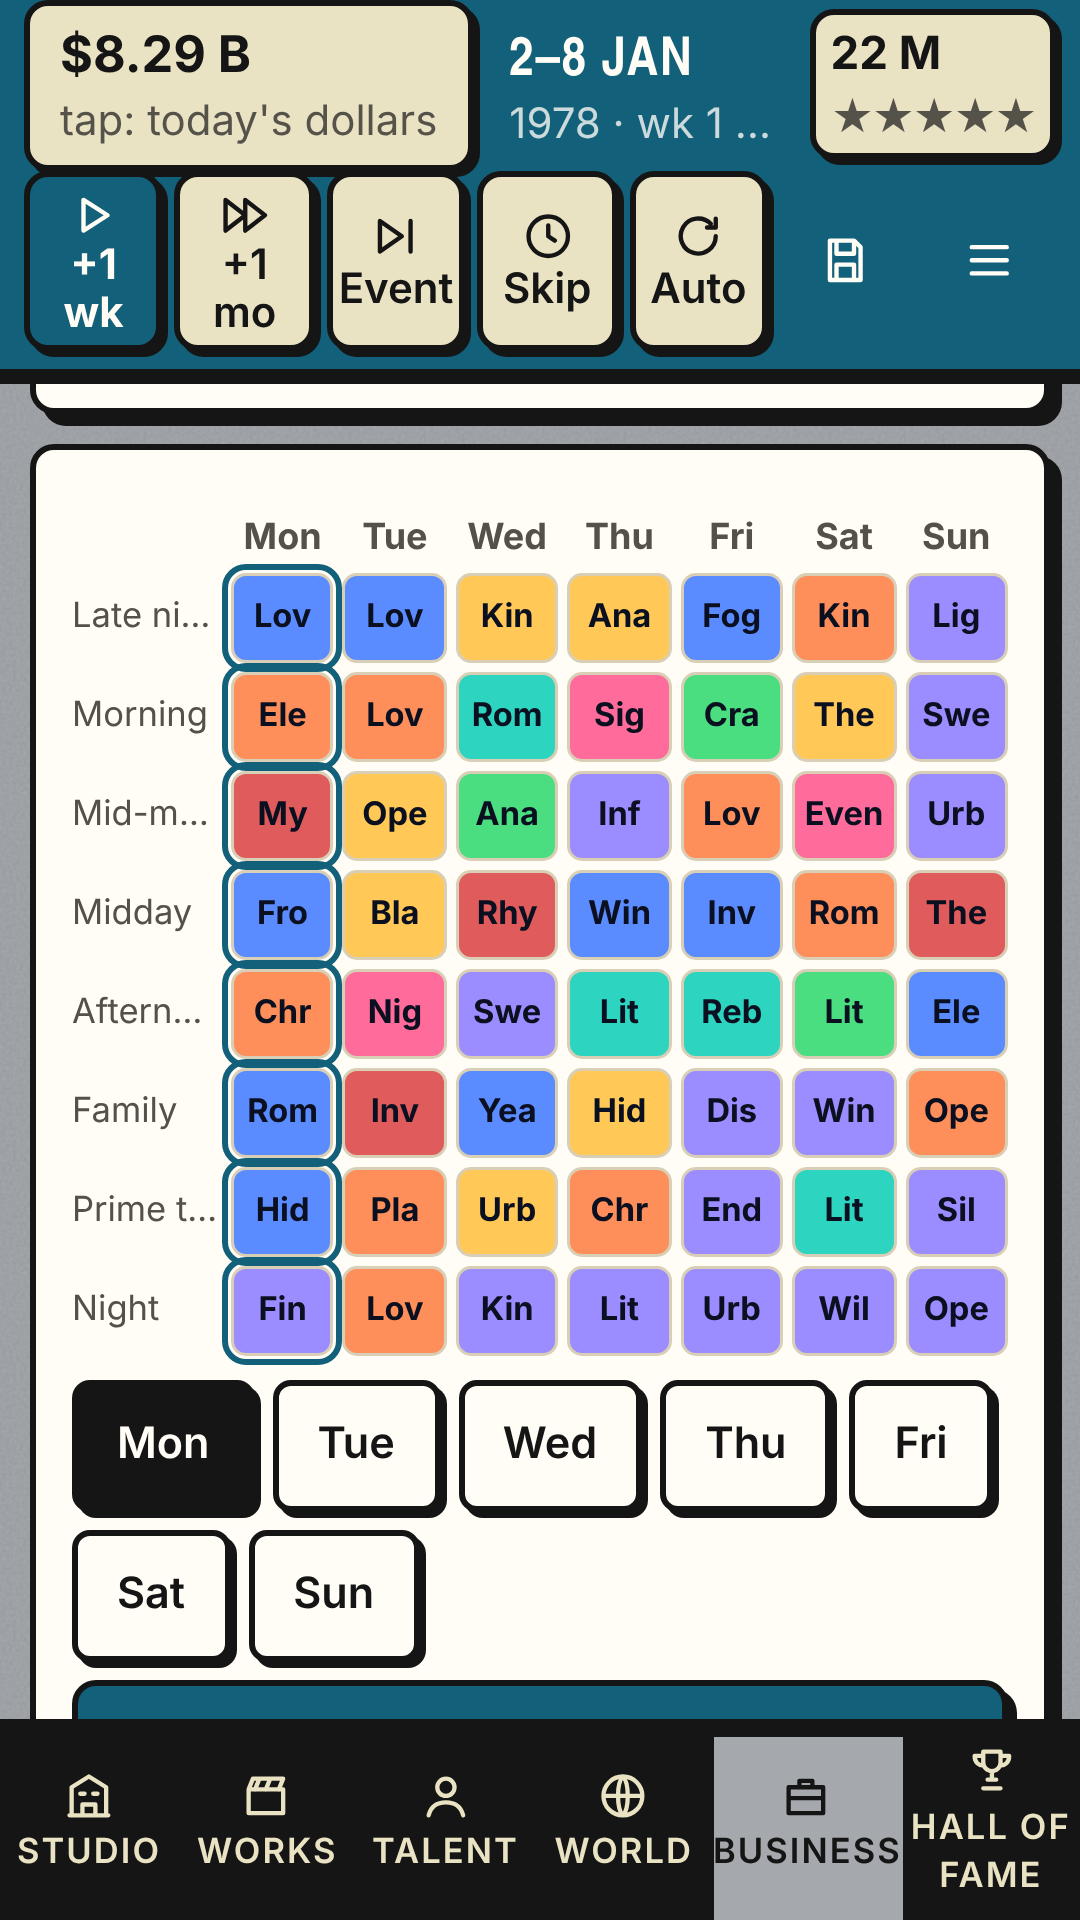 $8.29 B
tap: today's dollars
2–8 JAN
1978 · wk 1 ...
22 M
★★★★★
+1 wk
+1 mo
Event
Skip
Auto
Mon Tue Wed Thu Fri Sat Sun
Late ni... Lov Lov Kin Ana Fog Kin Lig
Morning Ele Lov Rom Sig Cra The Swe
Mid-m... My Ope Ana Inf Lov Even Urb
Midday Fro Bla Rhy Win Inv Rom The
Aftern... Chr Nig Swe Lit Reb Lit Ele
Family Rom Inv Yea Hid Dis Win Ope
Prime t... Hid Pla Urb Chr End Lit Sil
Night Fin Lov Kin Lit Urb Wil Ope
Mon Tue Wed Thu Fri
Sat Sun
STUDIO
WORKS
TALENT
WORLD
BUSINESS
HALL OF
FAME